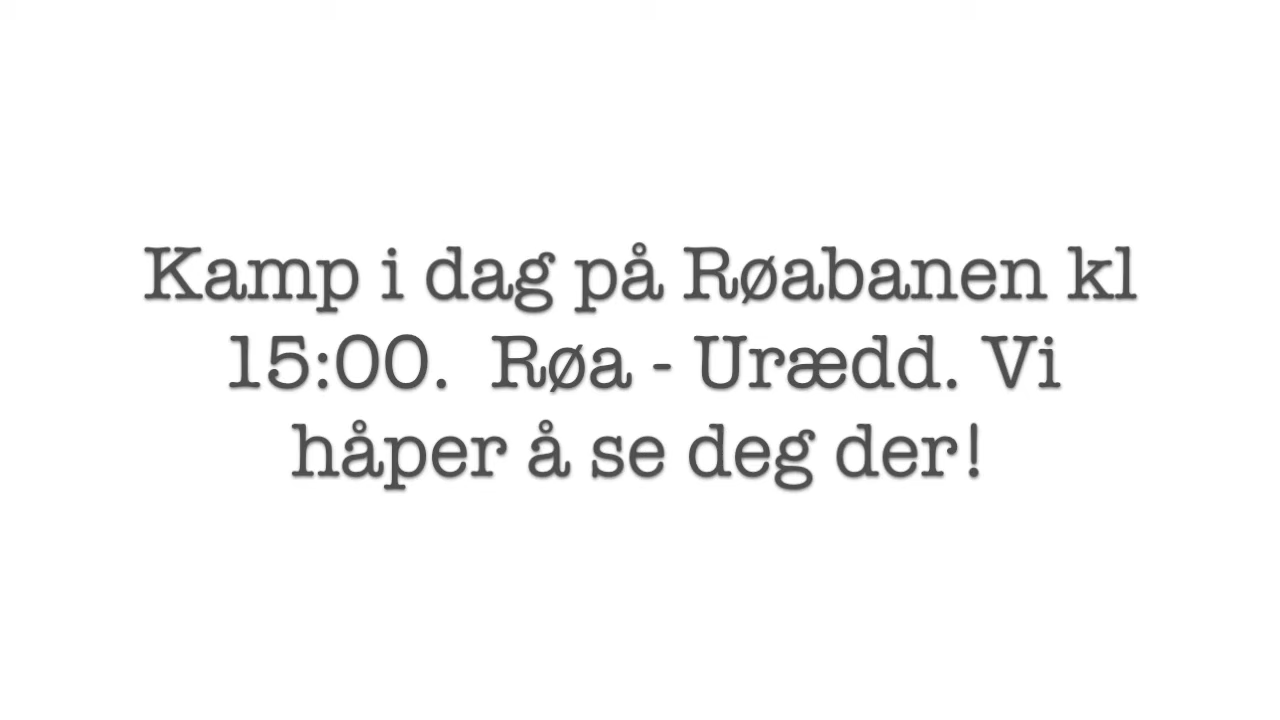 Kamp i dag på Røabanen kl
15:00.  Røa - Urædd. Vi
håper å se deg der!